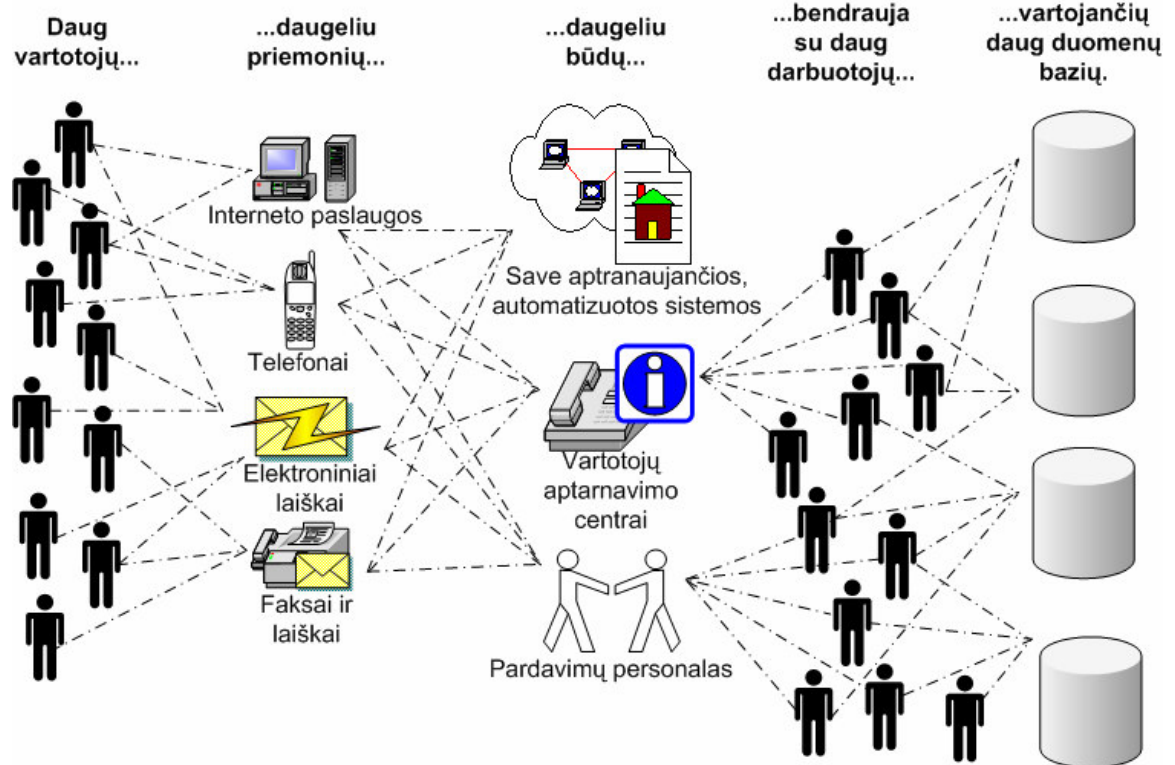 Daug
vartotojų...
...daugeliu
priemonių...
...daugeliu
būdų...
...bendrauja
su daug
darbuotojų...
...vartojančių
daug duomenų
bazių.
Interneto paslaugos
Telefonai
Elektroniniai
laiškai
Faksai ir
laiškai
Save aptranaujančios,
automatizuotos sistemos
Vartotojų
aptarnavimo
centrai
Pardavimų personalas